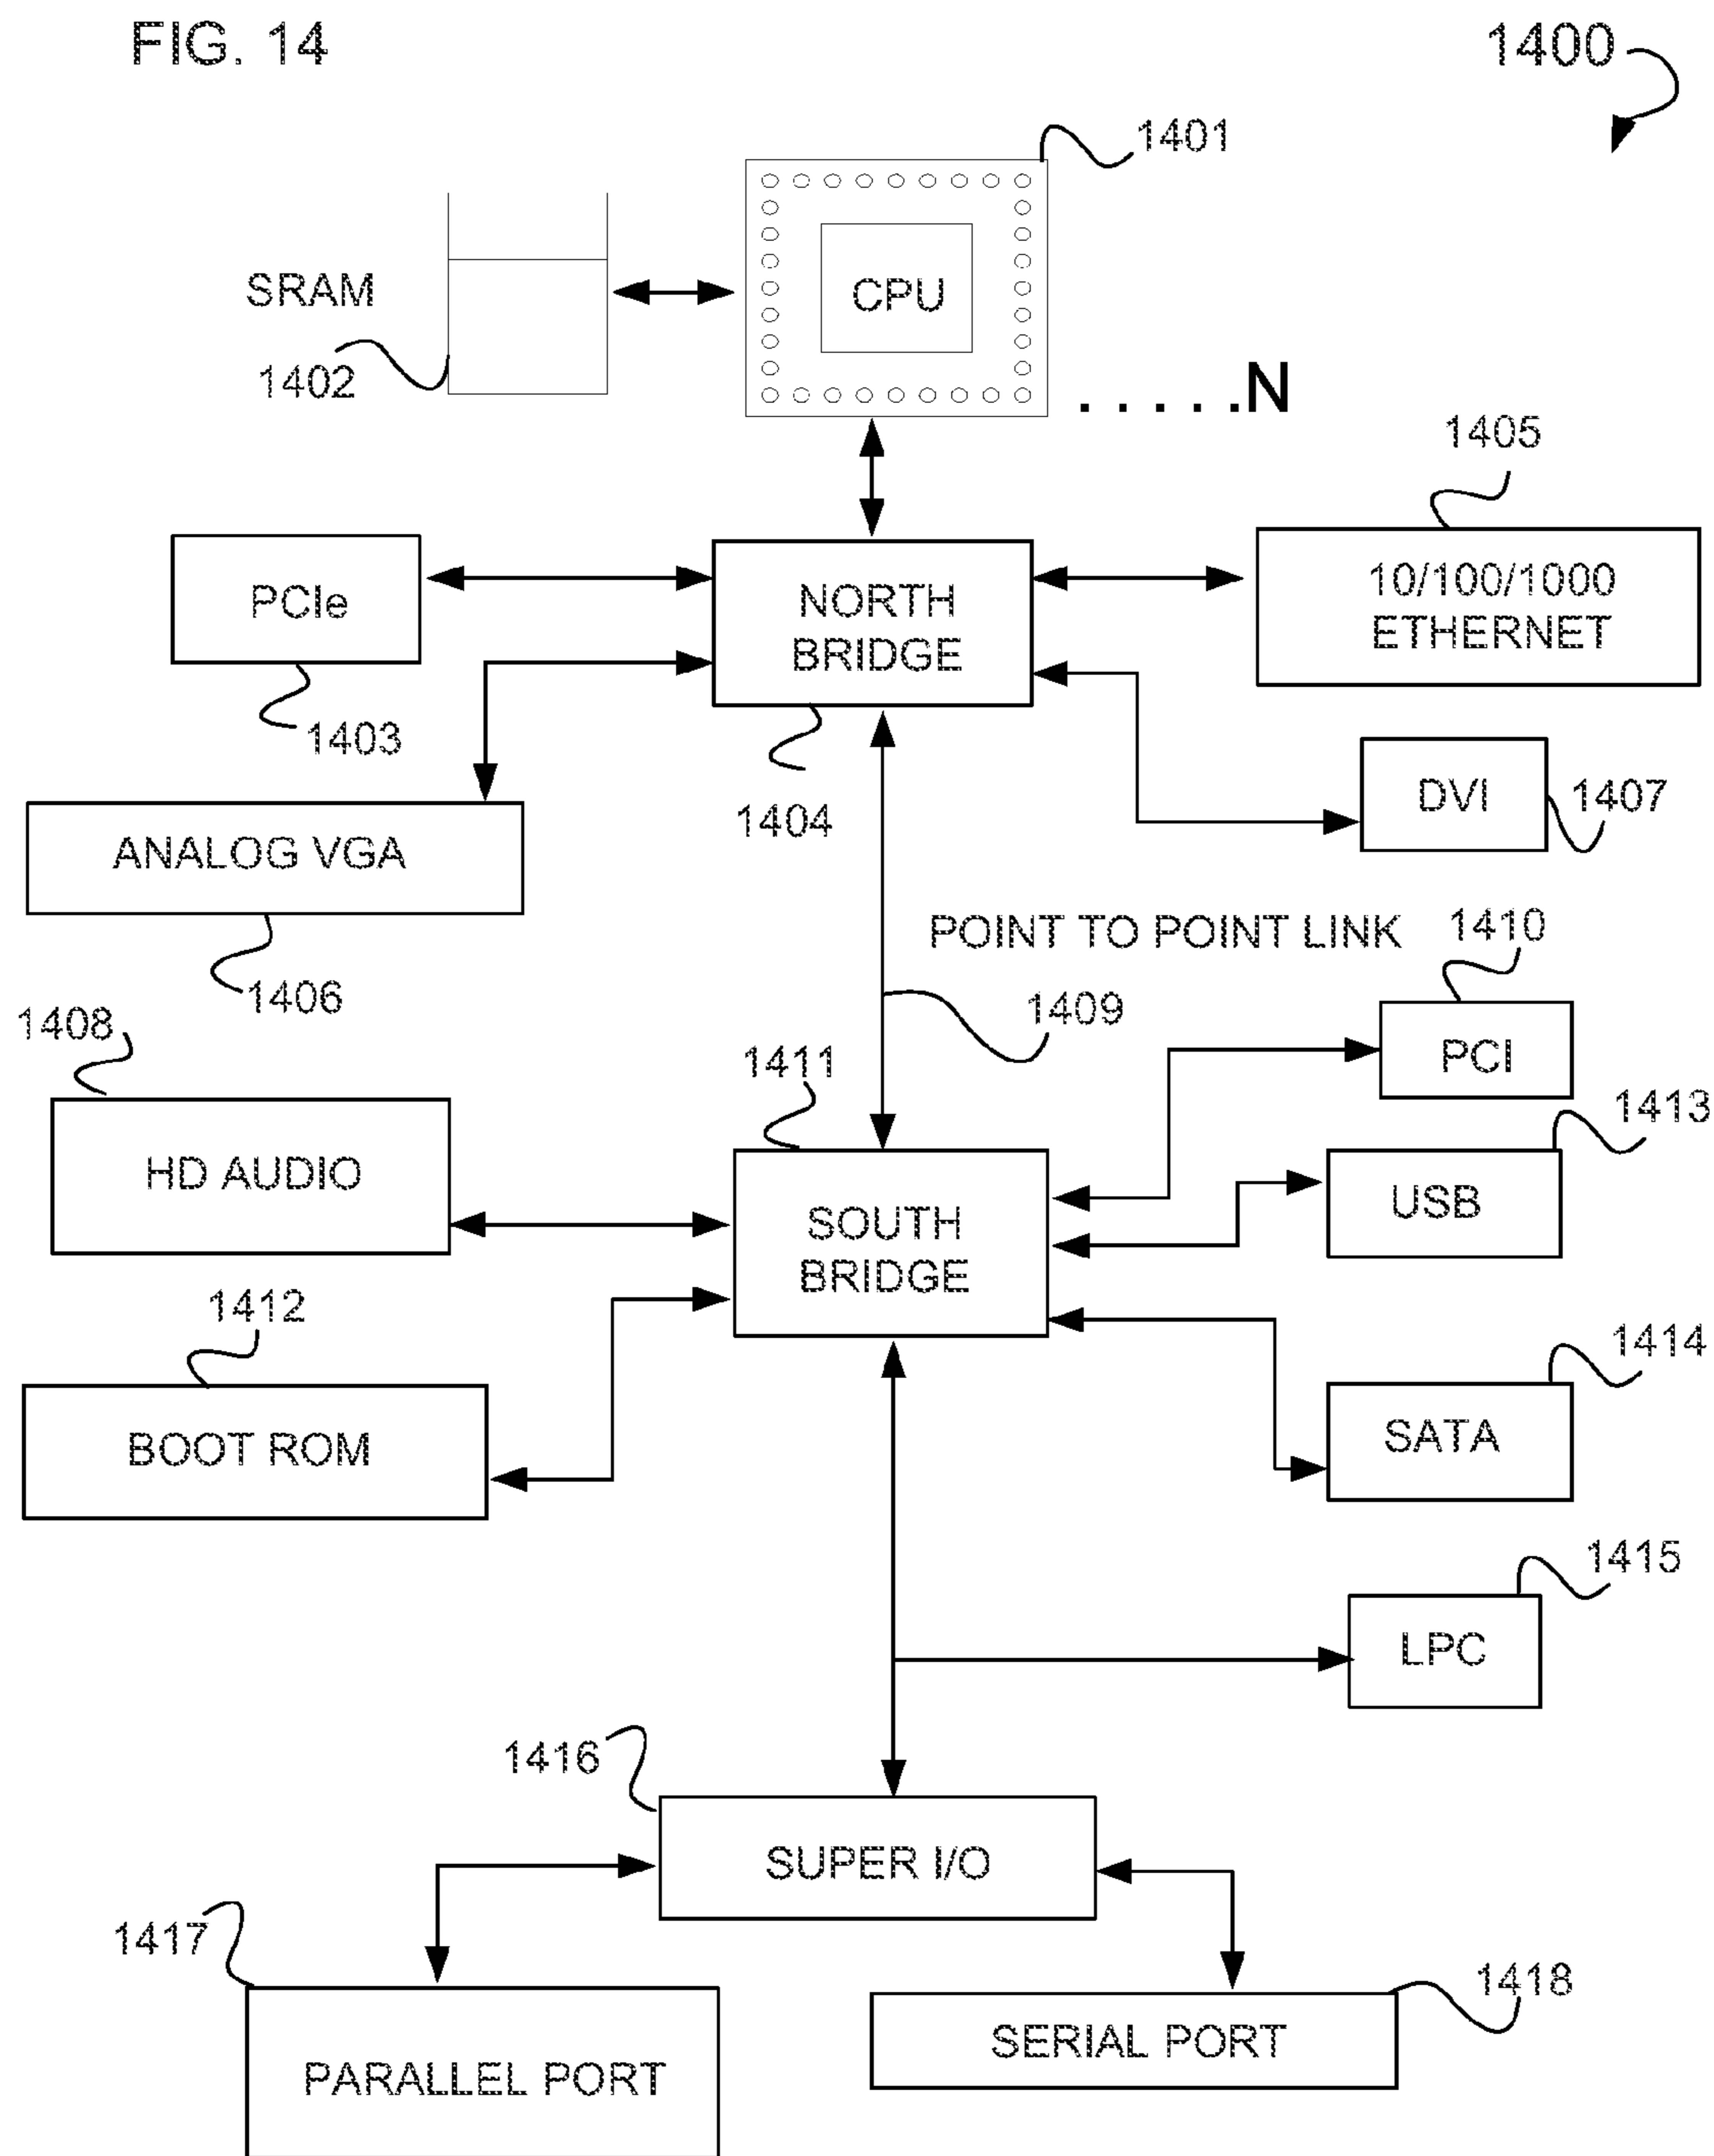 FIG. 14
1400
1401
SRAM
CPU
1402
. . . . .N
1405
PCIe
NORTH
BRIDGE
10/100/1000
ETHERNET
1403
1404
DVI
1407
ANALOG VGA
1406
POINT TO POINT LINK
1410
1408
1409
1411
PCI
1413
HD AUDIO
SOUTH
BRIDGE
USB
1412
1414
BOOT ROM
SATA
1415
LPC
1416
SUPER I/O
1417
1418
PARALLEL PORT
SERIAL PORT